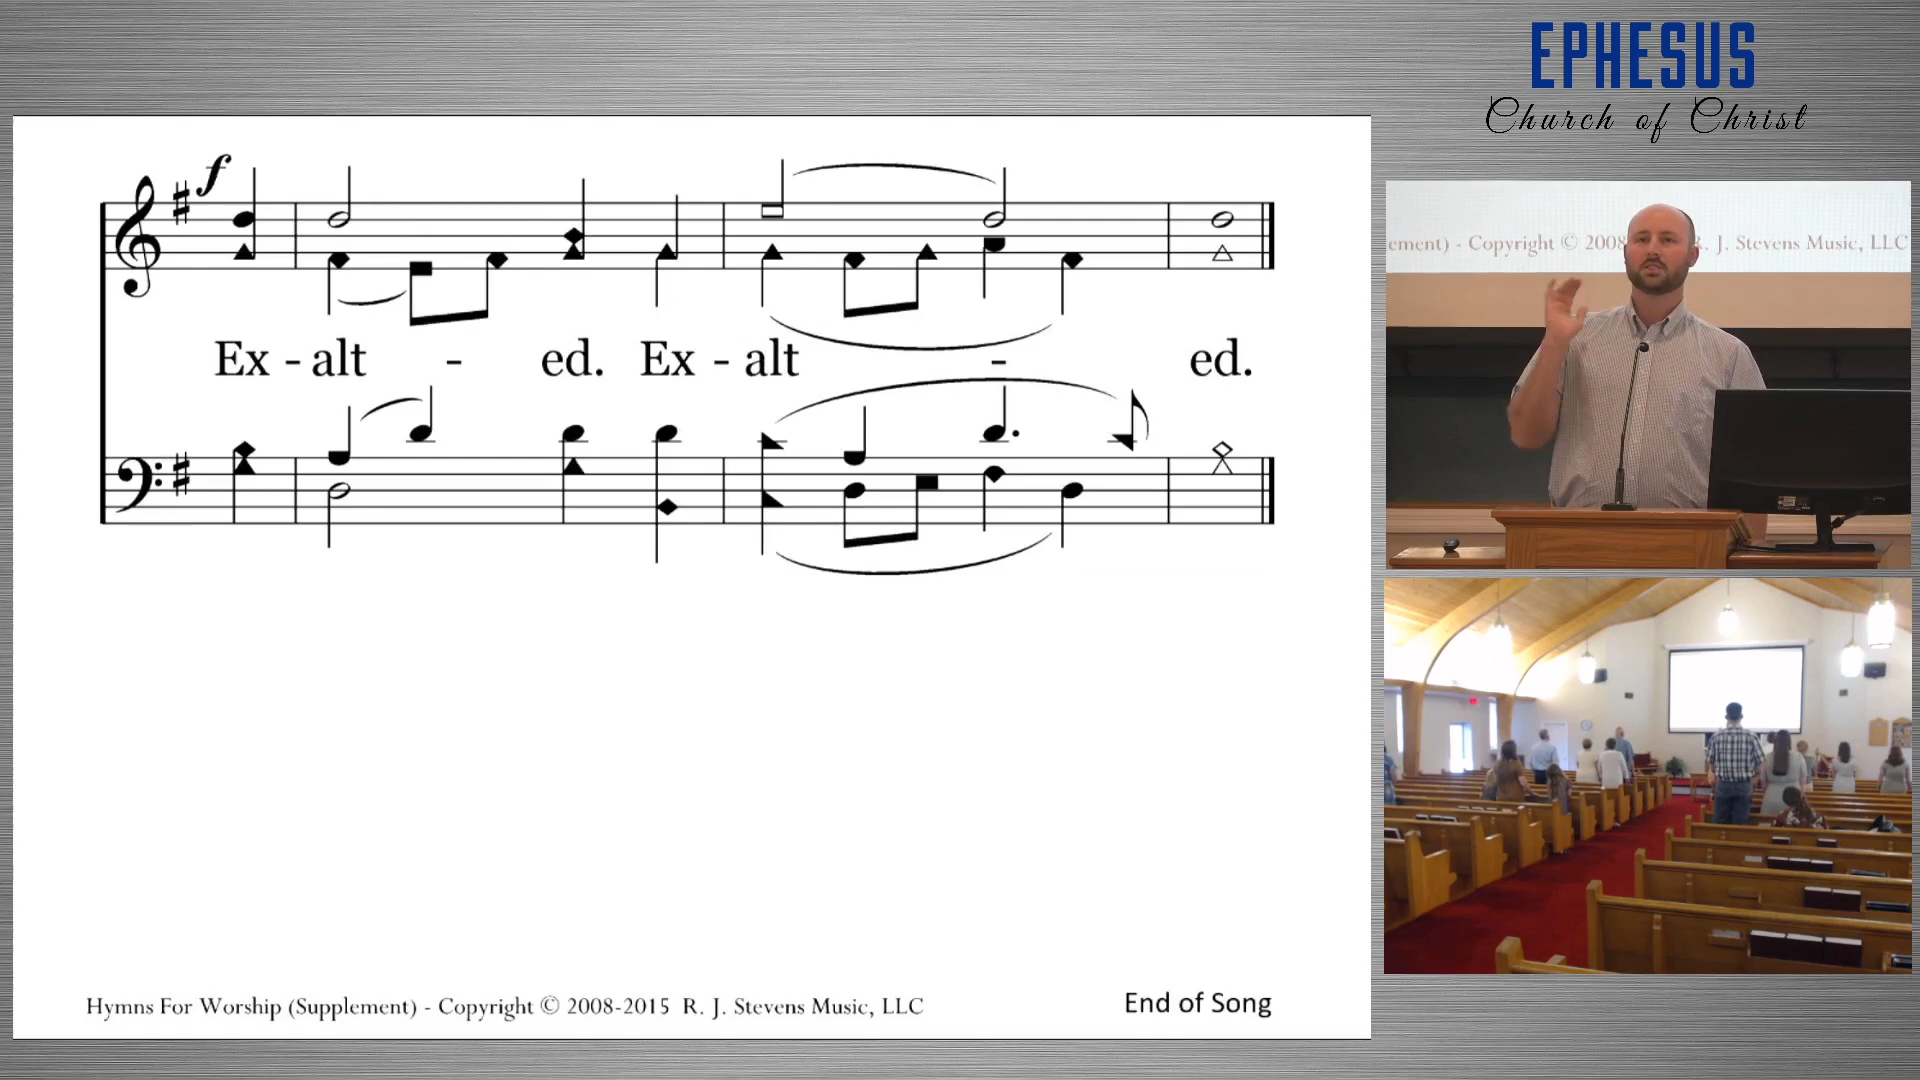 EPHESUS
Church of Christ
f
Ex - alt - ed. Ex - alt - ed.
Hymns For Worship (Supplement) - Copyright © 2008-2015 R. J. Stevens Music, LLC
End of Song
ement) - Copyright © 2008 R. J. Stevens Music, LLC